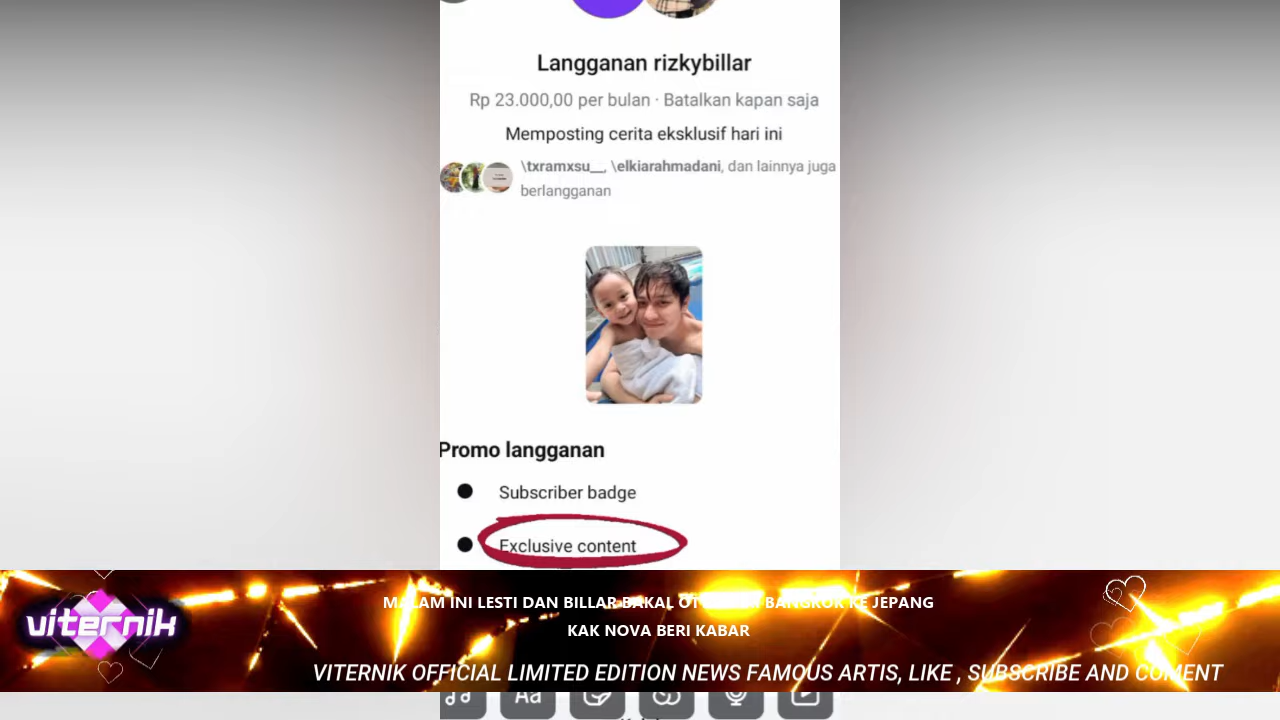 Langganan rizkybillar
Rp 23.000,00 per bulan · Batalkan kapan saja
Memposting cerita eksklusif hari ini
\txramxsu__, \elkiarahmadani, dan lainnya juga
berlangganan
Promo langganan
Subscriber badge
Exclusive content
viternik
MALAM INI LESTI DAN BILLAR BAKAL BANGKOK KE JEPANG
KAK NOVA BERI KABAR
VITERNIK OFFICIAL LIMITED EDITION NEWS FAMOUS ARTIS, LIKE , SUBSCRIBE AND COMENT
Aa